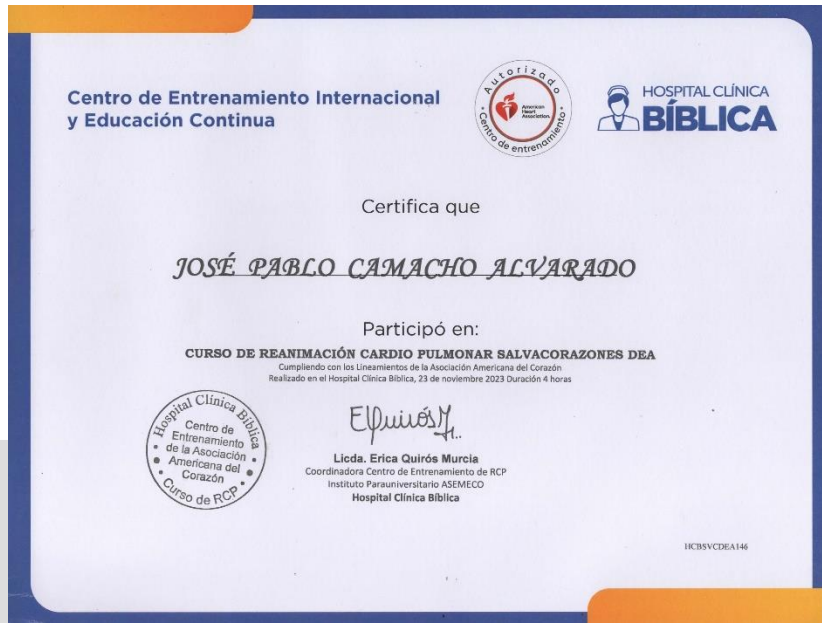 Centro de Entrenamiento Internacional
y Educación Continua
Autorizado
American
Heart
Association.
Centro de entrenamiento
HOSPITAL CLÍNICA
BÍBLICA
Certifica que
JOSÉ PABLO CAMACHO ALVARADO
Participó en:
CURSO DE REANIMACIÓN CARDIO PULMONAR SALVACORAZONES DEA
Cumpliendo con los Lineamientos de la Asociación Americana del Corazón
Realizado en el Hospital Clínica Bíblica, 23 de noviembre 2023 Duración 4 horas
Hospital Clínica Bíblica
Centro de
Entrenamiento
de la Asociación
Americana del
Corazón
Curso de RCP
Licda. Erica Quirós Murcia
Coordinadora Centro de Entrenamiento de RCP
Instituto Parauniversitario ASEMECO
Hospital Clínica Bíblica
HCBSVCDEA146